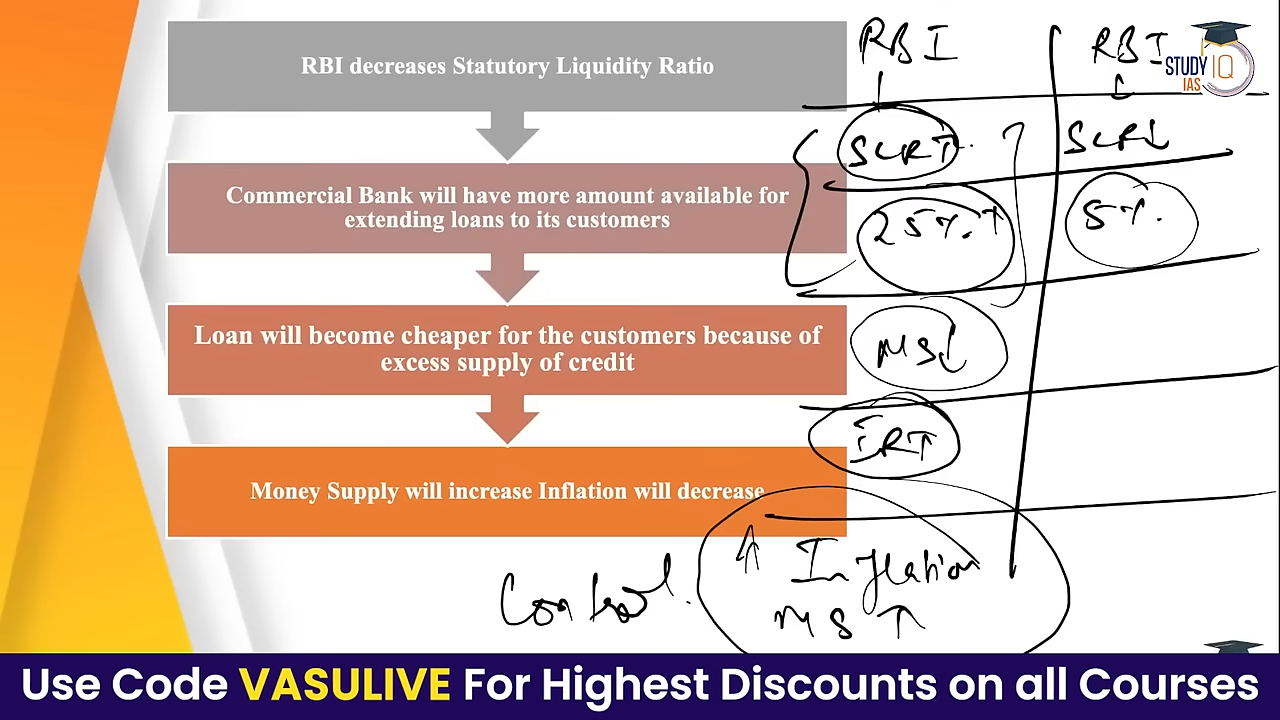 RBI decreases Statutory Liquidity Ratio
Commercial Bank will have more amount available for
extending loans to its customers
Loan will become cheaper for the customers because of
excess supply of credit
Money Supply will increase Inflation will decrease
RBI
RBI
STUDY IQ
IAS
SLR↑
SLR↓
25%↑
5%
MS↓
IR↑
↑ Inflation
MS ↑
Control
Use Code VASULIVE For Highest Discounts on all Courses